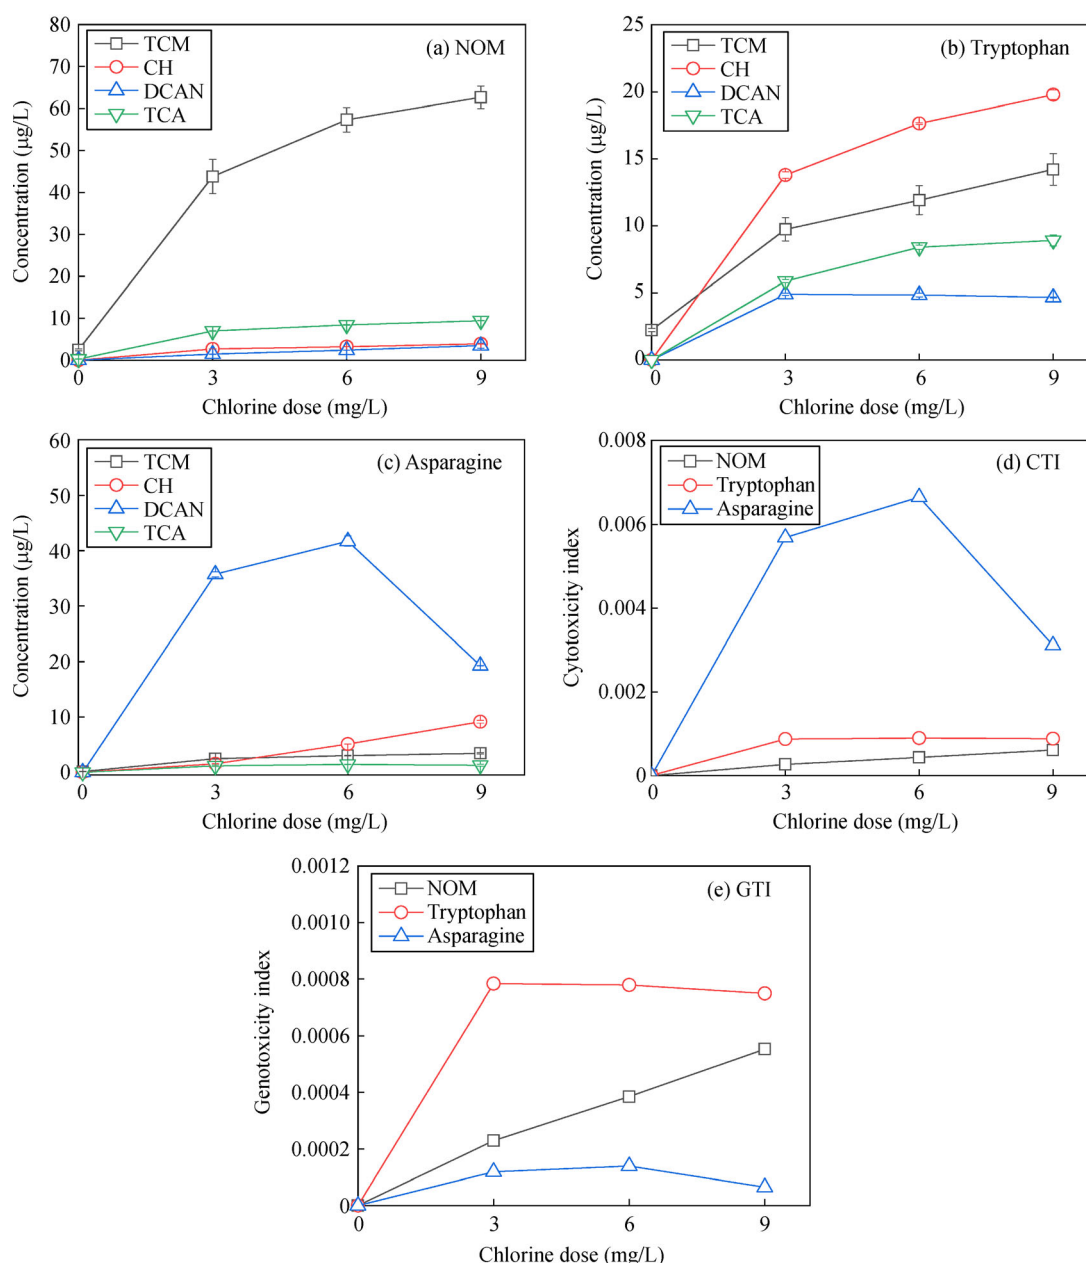 80
70
60
50
40
30
20
10
0
TCM
CH
DCAN
TCA
(a) NOM
Concentration (μg/L)
0 3 6 9
Chlorine dose (mg/L)
25
20
15
10
5
0
TCM
CH
DCAN
TCA
(b) Tryptophan
Concentration (μg/L)
0 3 6 9
Chlorine dose (mg/L)
60
50
40
30
20
10
0
TCM
CH
DCAN
TCA
(c) Asparagine
Concentration (μg/L)
0 3 6 9
Chlorine dose (mg/L)
0.008
0.006
0.004
0.002
0
NOM
Tryptophan
Asparagine
(d) CTI
Cytotoxicity index
0 3 6 9
Chlorine dose (mg/L)
0.0012
0.0010
0.0008
0.0006
0.0004
0.0002
0
NOM
Tryptophan
Asparagine
(e) GTI
Genotoxicity index
0 3 6 9
Chlorine dose (mg/L)